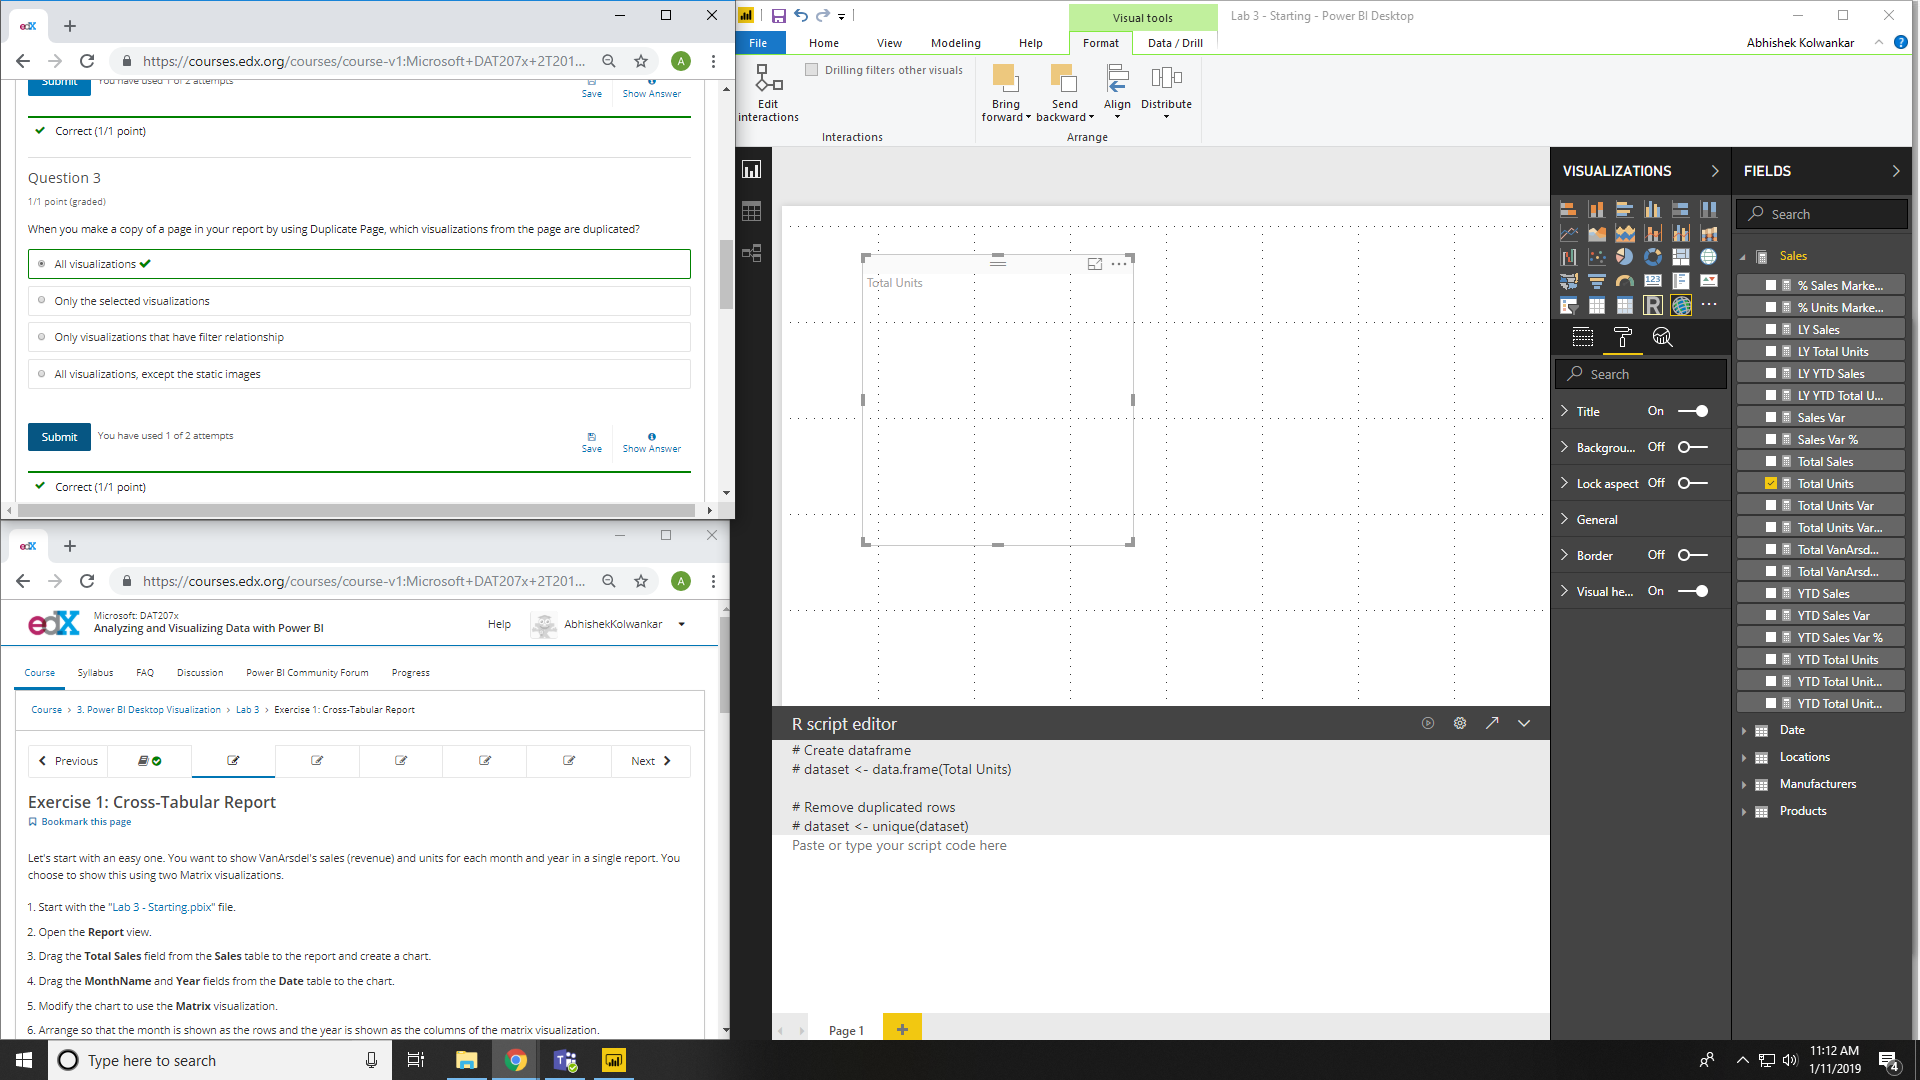 edX
https://courses.edx.org/courses/course-v1:Microsoft+DAT207x+2T201...
A
Submit
You have used 1 of 2 attempts
Save
Show Answer
Correct (1/1 point)
Question 3
1/1 point (graded)
When you make a copy of a page in your report by using Duplicate Page, which visualizations from the page are duplicated?
All visualizations
Only the selected visualizations
Only visualizations that have filter relationship
All visualizations, except the static images
Submit
You have used 1 of 2 attempts
Save
Show Answer
Correct (1/1 point)
edX
https://courses.edx.org/courses/course-v1:Microsoft+DAT207x+2T201...
A
edX
Microsoft: DAT207x
Analyzing and Visualizing Data with Power BI
Help
AbhishekKolwankar
Course
Syllabus
FAQ
Discussion
Power BI Community Forum
Progress
Course > 3. Power BI Desktop Visualization > Lab 3 > Exercise 1: Cross-Tabular Report
Previous
Next
Exercise 1: Cross-Tabular Report
Bookmark this page
Let's start with an easy one. You want to show VanArsdel's sales (revenue) and units for each month and year in a single report. You
choose to show this using two Matrix visualizations.
1. Start with the "Lab 3 - Starting.pbix" file.
2. Open the Report view.
3. Drag the Total Sales field from the Sales table to the report and create a chart.
4. Drag the MonthName and Year fields from the Date table to the chart.
5. Modify the chart to use the Matrix visualization.
6. Arrange so that the month is shown as the rows and the year is shown as the columns of the matrix visualization.
Visual tools
Lab 3 - Starting - Power BI Desktop
File
Home
View
Modeling
Help
Format
Data / Drill
Abhishek Kolwankar
?
Edit
interactions
Drilling filters other visuals
Interactions
Bring
forward
Send
backward
Align
Distribute
Arrange
Total Units
R script editor
# Create dataframe
# dataset <- data.frame(Total Units)
# Remove duplicated rows
# dataset <- unique(dataset)
Paste or type your script code here
Page 1
+
VISUALIZATIONS
123
R
Search
Title On
Backgrou... Off
Lock aspect Off
General
Border Off
Visual he... On
FIELDS
Search
Sales
% Sales Marke...
% Units Marke...
LY Sales
LY Total Units
LY YTD Sales
LY YTD Total U...
Sales Var
Sales Var %
Total Sales
Total Units
Total Units Var
Total Units Var...
Total VanArsd...
Total VanArsd...
YTD Sales
YTD Sales Var
YTD Sales Var %
YTD Total Units
YTD Total Unit...
YTD Total Unit...
Date
Locations
Manufacturers
Products
Type here to search
11:12 AM
1/11/2019
4